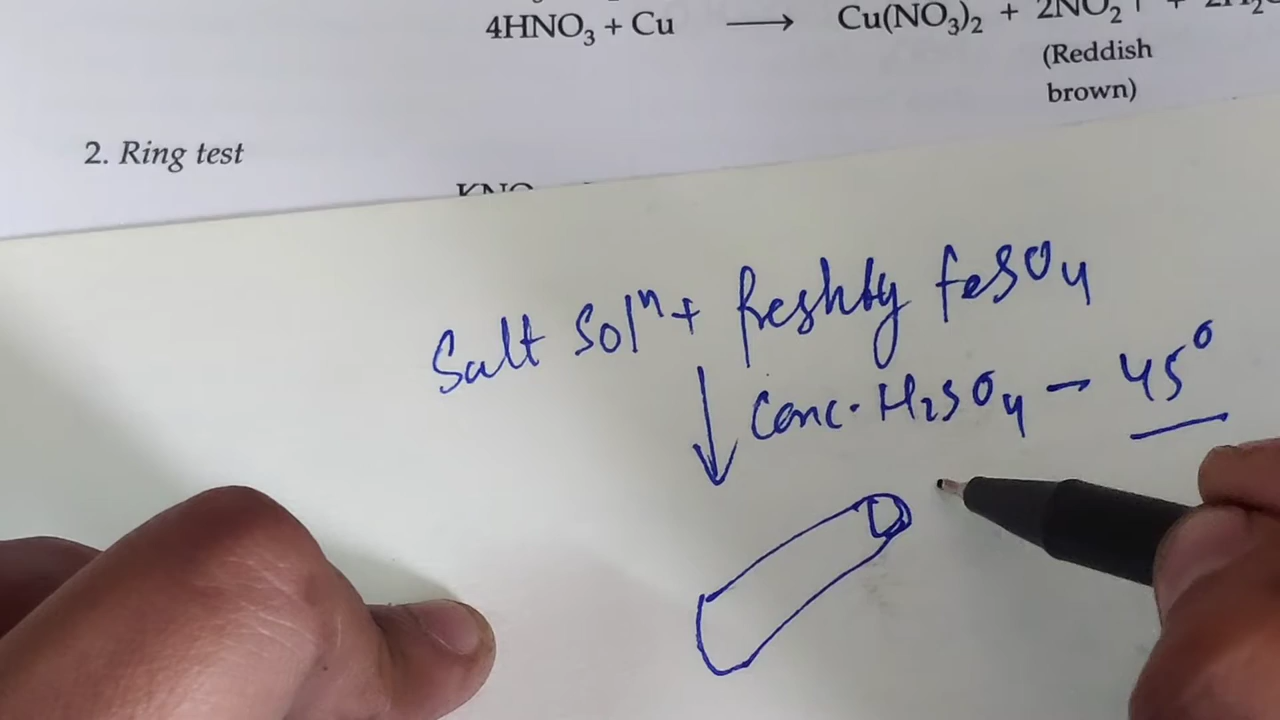 4HNO₃ + Cu ⟶ Cu(NO₃)₂ + 2NO₂↑ +
(Reddish
brown)
2. Ring test
Salt Solⁿ + freshly FeSO₄
↓ Conc. H₂SO₄ → 45°